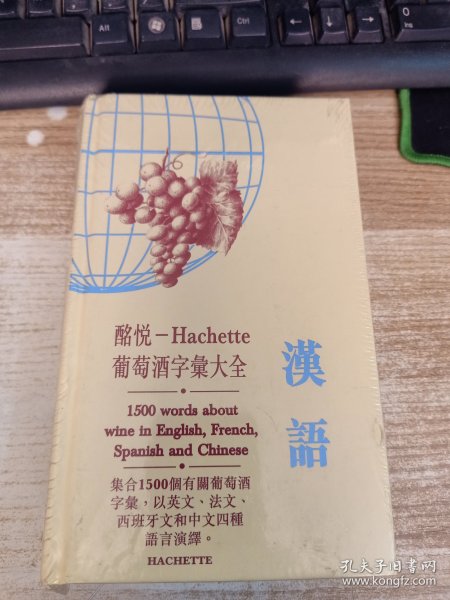 Alt
Ctrl
酩悦－Hachette
葡萄酒字彙大全
漢語
1500 words about
wine in English, French,
Spanish and Chinese
集合1500個有關葡萄酒
字彙，以英文、法文、
西班牙文和中文四種
語言演繹。
HACHETTE
孔夫子旧书网
www.kongfz.com